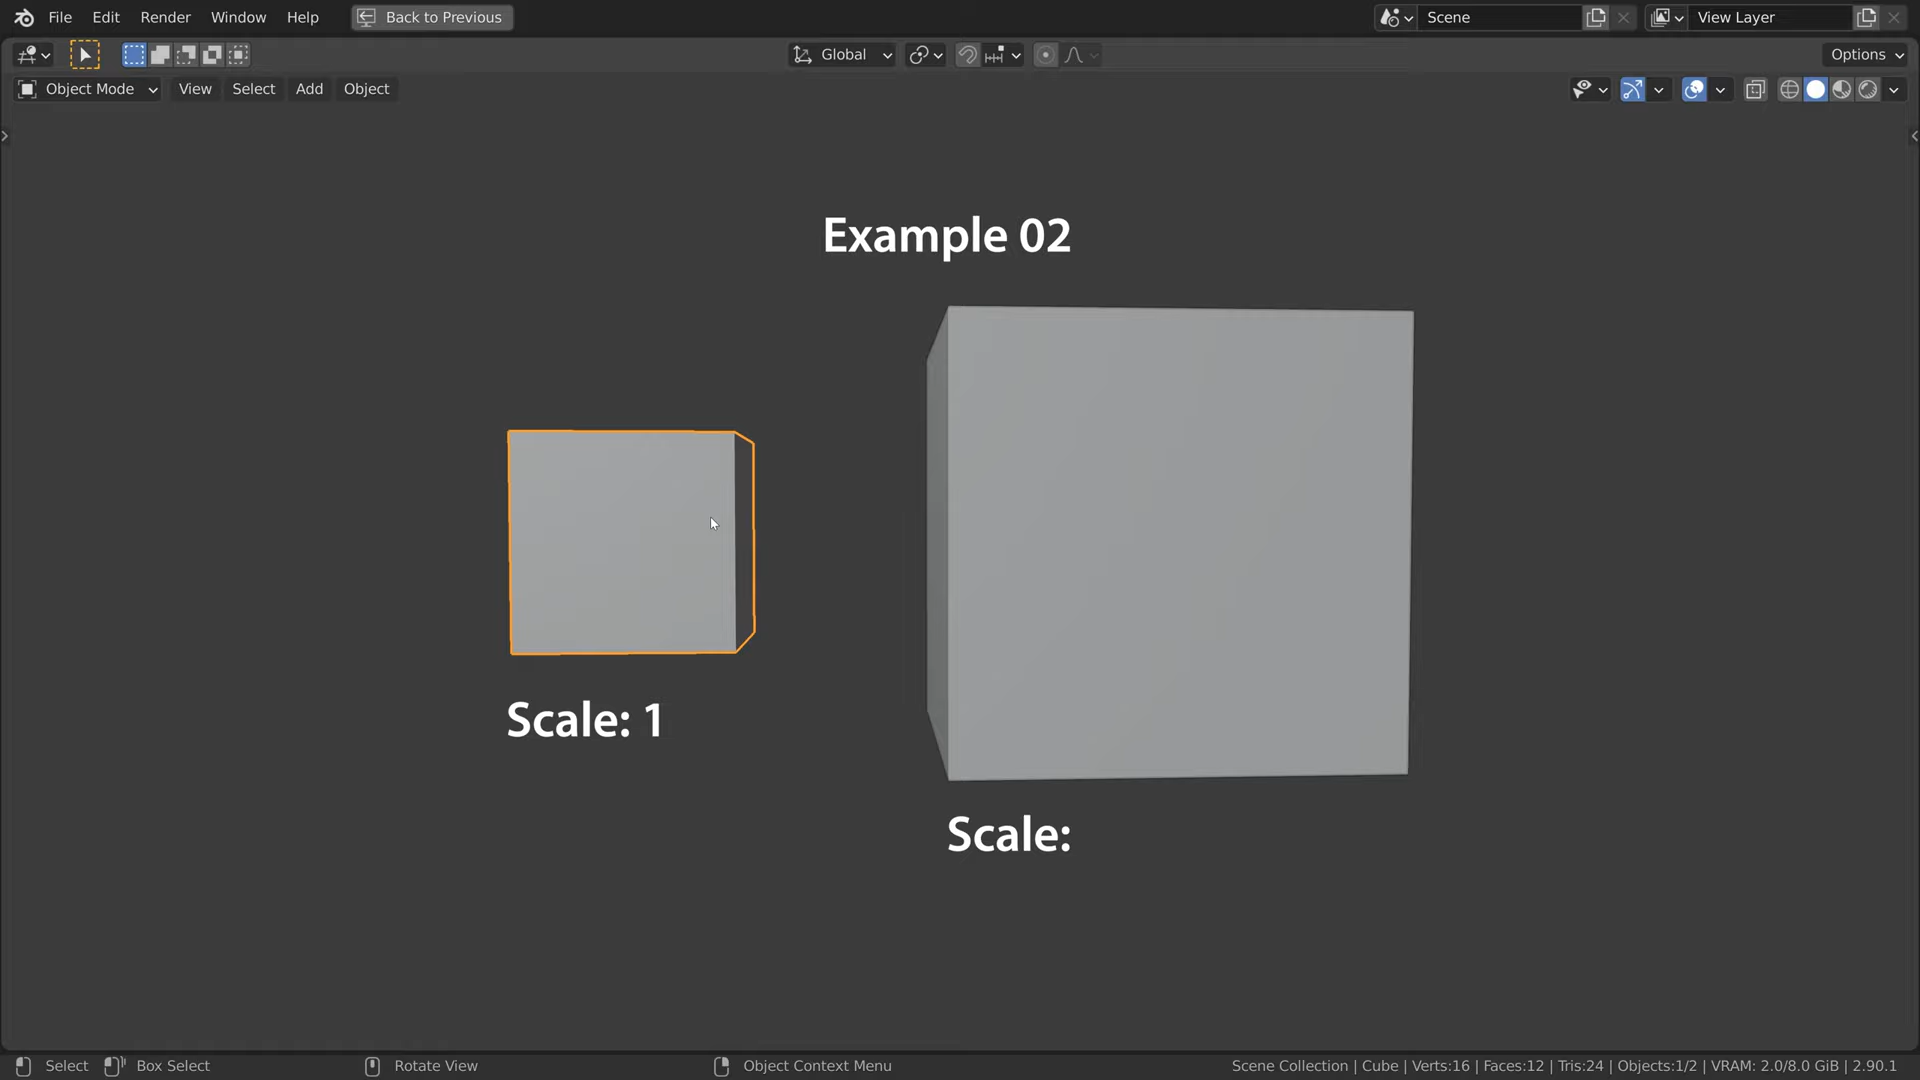 File Edit Render Window Help Back to Previous Scene View Layer
Global Options
Object Mode View Select Add Object
Example 02
Scale: 1
Scale:
Select Box Select Rotate View Object Context Menu Scene Collection | Cube | Verts:16 | Faces:12 | Tris:24 | Objects:1/2 | VRAM: 2.0/8.0 GiB | 2.90.1